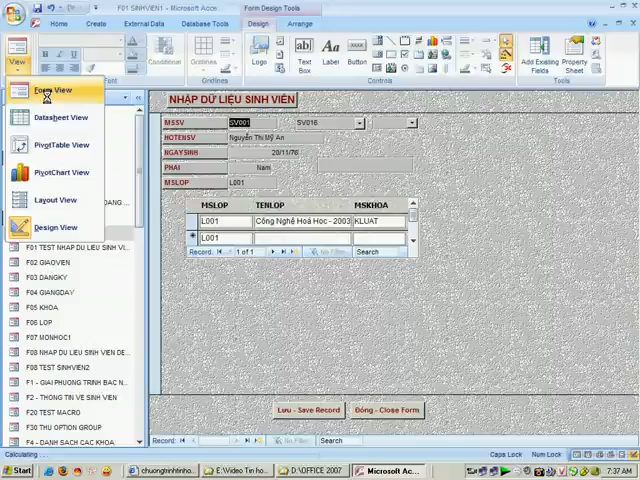 F01 SINHVIEN1 - Microsoft Acce...
Form Design Tools
Home
Create
External Data
Database Tools
Design
Arrange
View
Font
Conditional
Gridlines
Gridlines
Logo
Text Box
Label
Button
Controls
Add Existing Fields
Property Sheet
Tools
Form View
Datasheet View
PivotTable View
PivotChart View
Layout View
Design View
F01 TEST NHAP DU LIEU SINH VI...
F02 GIAOVIEN
F03 DANGKY
F04 GIANGDAY
F05 KHOA
F06 LOP
F07 MONHOC1
F08 NHAP DU LIEU SINH VIEN DE...
F08 TEST SINHVIEN2
F1 - GIAI PHUONG TRINH BAC N...
F2 - THONG TIN VE SINH VIEN
F20 TEST MACRO
F4 - DANH SACH CAC KHOA
NHẬP DỮ LIỆU SINH VIÊN
MSSV SV001 SV016
HOTENSV Nguyễn Thị Mỹ An
NGAYSINH 20/11/76
PHAI Nam
MSLOP L001
MSLOP TENLOP MSKHOA
L001 Công Nghệ Hoá Học - 2003 KLUAT
L001
Record: 1 of 1 No Filter Search
Lưu - Save Record
Đóng - Close Form
Record: No Filter Search
Calculating...
Caps Lock
Num Lock
Start
chuongtrinhtinho...
E:\Video Tin ho...
D:\OFFICE 2007
Microsoft Ac...
7:37 AM